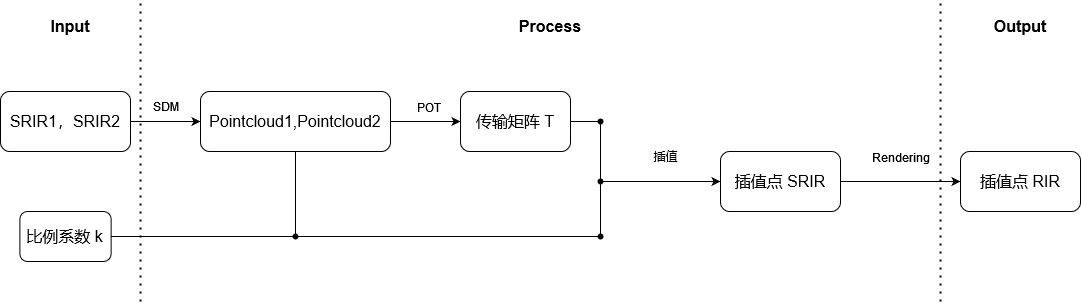 Input
Process
Output
SRIR1，SRIR2
SDM
Pointcloud1,Pointcloud2
POT
传输矩阵 T
插值
插值点 SRIR
Rendering
插值点 RIR
比例系数 k